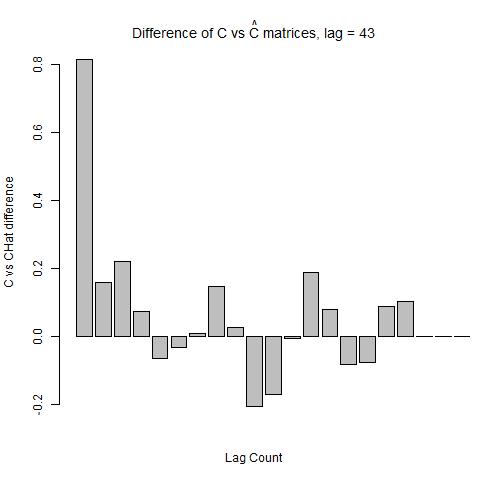 Difference of C vs Ĉ matrices, lag = 43
C vs CHat difference
0.8
0.6
0.4
0.2
0.0
-0.2
Lag Count